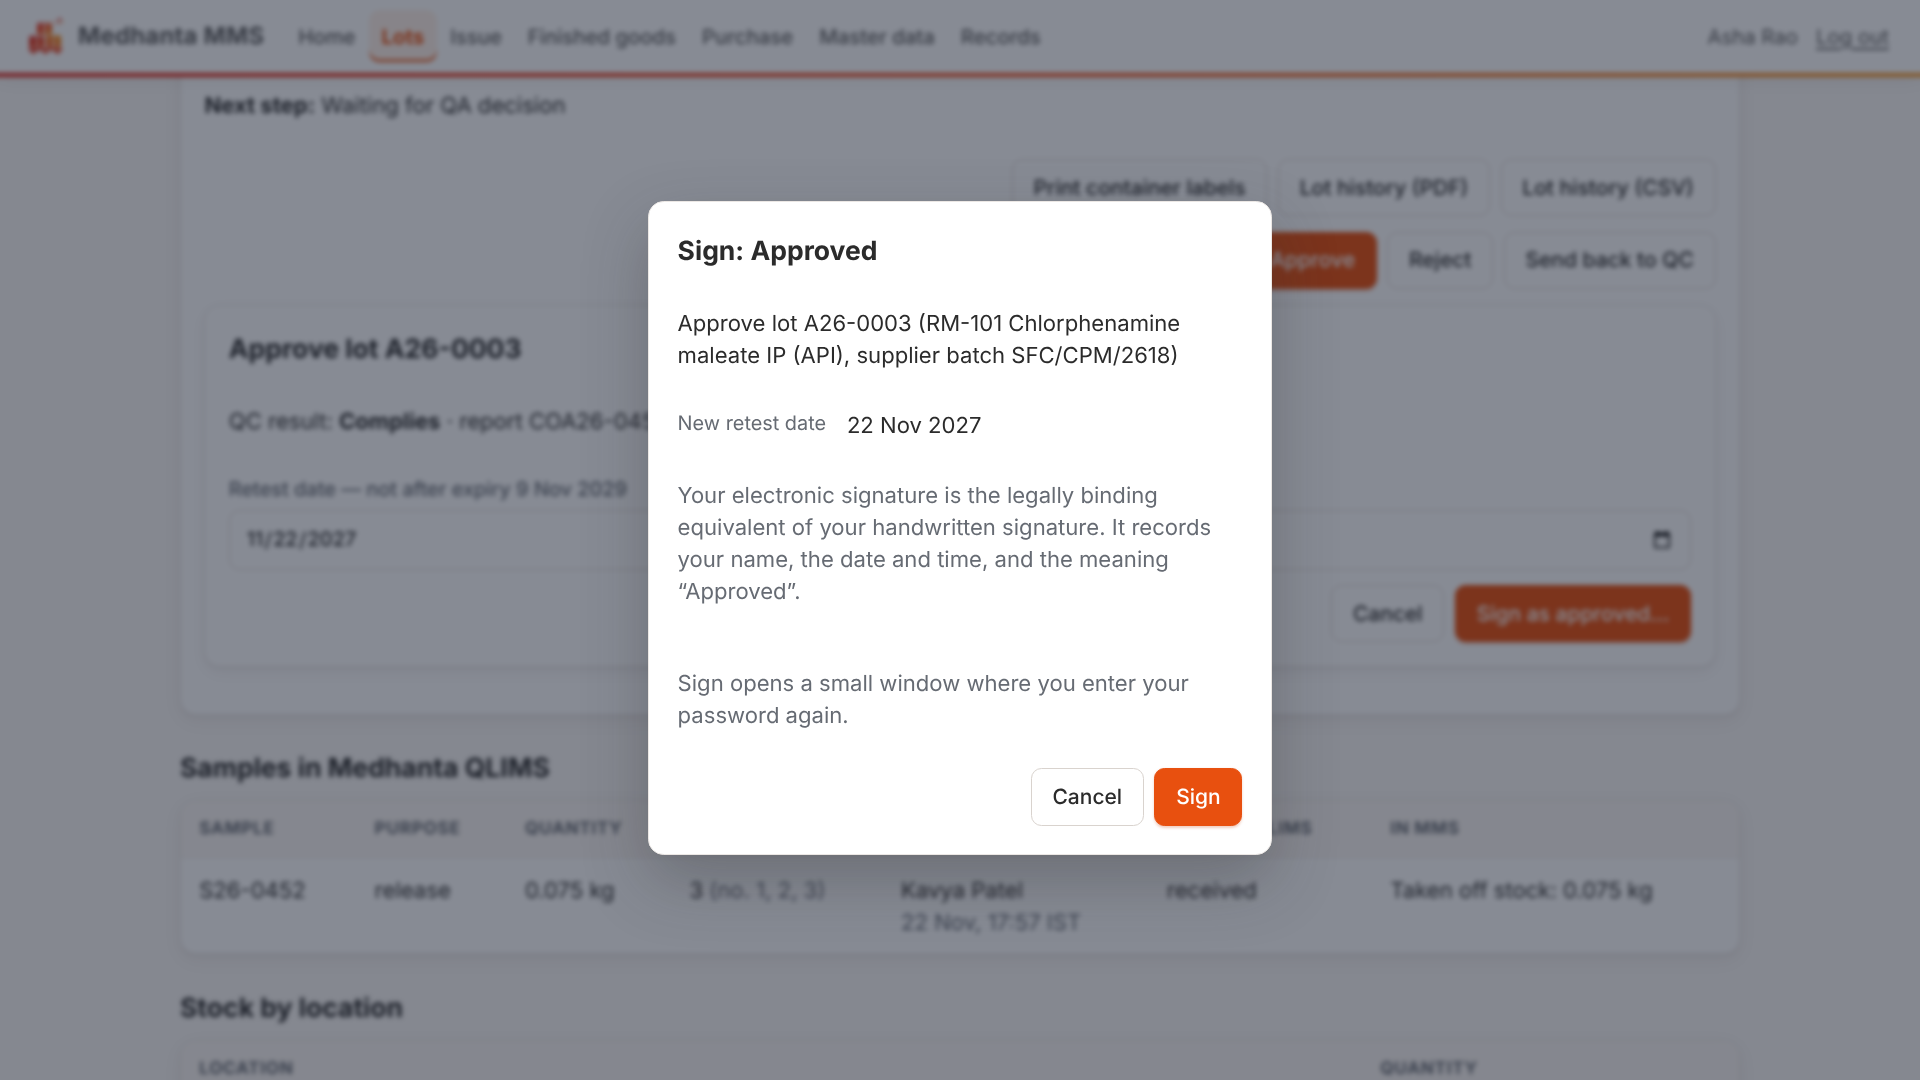 Medhanta MMS Home Lots Issue Finished goods Purchase Master data Records Asha Rao Log out
Next step: Waiting for QA decision
Print container labels Lot history (PDF) Lot history (CSV)
Approve Reject Send back to QC
Sign: Approved
Approve lot A26-0003 (RM-101 Chlorphenamine
maleate IP (API), supplier batch SFC/CPM/2618)
New retest date 22 Nov 2027
Your electronic signature is the legally binding
equivalent of your handwritten signature. It records
your name, the date and time, and the meaning
“Approved”.
Sign opens a small window where you enter your
password again.
Cancel Sign
Approve lot A26-0003
QC result: Complies · report
Retest date — not after expiry 9 Nov 2029
11/22/2027
Cancel Sign as approved...
Samples in Medhanta QLIMS
SAMPLE PURPOSE QUANTITY IN MMS
S26-0452 release 0.075 kg 3 (no. 1, 2, 3) Kavya Patel received Taken off stock: 0.075 kg
22 Nov, 17:57 IST
Stock by location
LOCATION QUANTITY